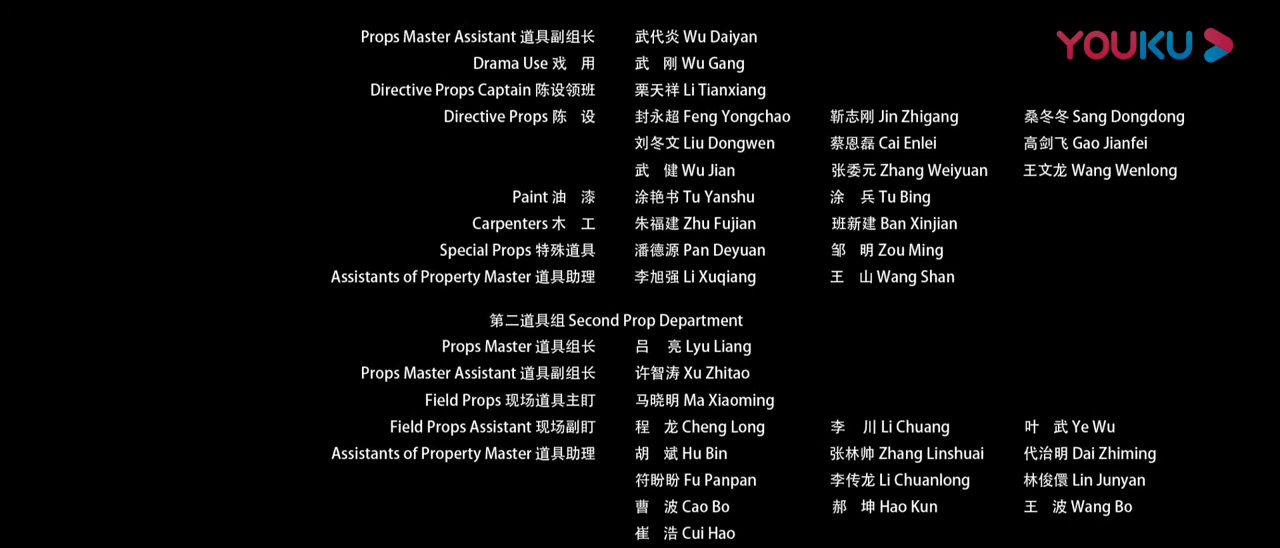 YOUKU
Props Master Assistant 道具副组长 武代炎 Wu Daiyan
Drama Use 戏 用 武 刚 Wu Gang
Directive Props Captain 陈设领班 栗天祥 Li Tianxiang
Directive Props 陈 设 封永超 Feng Yongchao 靳志刚 Jin Zhigang 桑冬冬 Sang Dongdong
刘冬文 Liu Dongwen 蔡恩磊 Cai Enlei 高剑飞 Gao Jianfei
武 健 Wu Jian 张委元 Zhang Weiyuan 王文龙 Wang Wenlong
Paint 油 漆 涂艳书 Tu Yanshu 涂 兵 Tu Bing
Carpenters 木 工 朱福建 Zhu Fujian 班新建 Ban Xinjian
Special Props 特殊道具 潘德源 Pan Deyuan 邹 明 Zou Ming
Assistants of Property Master 道具助理 李旭强 Li Xuqiang 王 山 Wang Shan
第二道具组 Second Prop Department
Props Master 道具组长 吕 亮 Lyu Liang
Props Master Assistant 道具副组长 许智涛 Xu Zhitao
Field Props 现场道具主盯 马晓明 Ma Xiaoming
Field Props Assistant 现场副盯 程 龙 Cheng Long 李 川 Li Chuang 叶 武 Ye Wu
Assistants of Property Master 道具助理 胡 斌 Hu Bin 张林帅 Zhang Linshuai 代治明 Dai Zhiming
符盼盼 Fu Panpan 李传龙 Li Chuanlong 林俊儇 Lin Junyan
曹 波 Cao Bo 郝 坤 Hao Kun 王 波 Wang Bo
崔 浩 Cui Hao